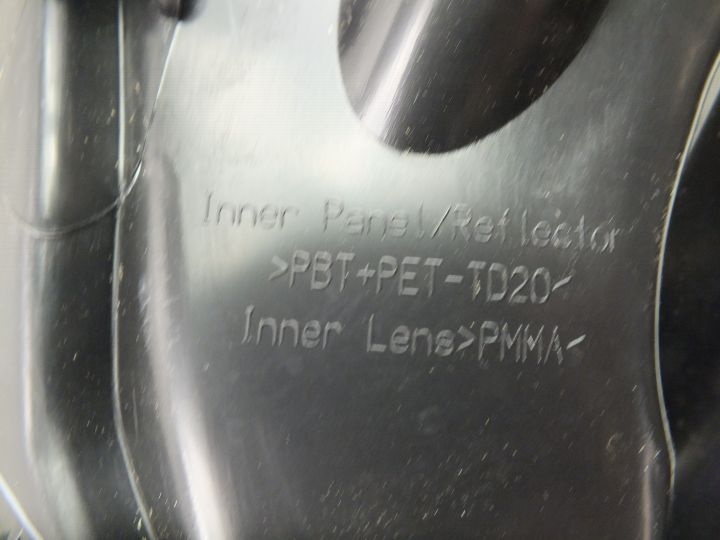 Inner Panel/Reflector
>PBT+PET-TD20<
Inner Lens>PMMA<